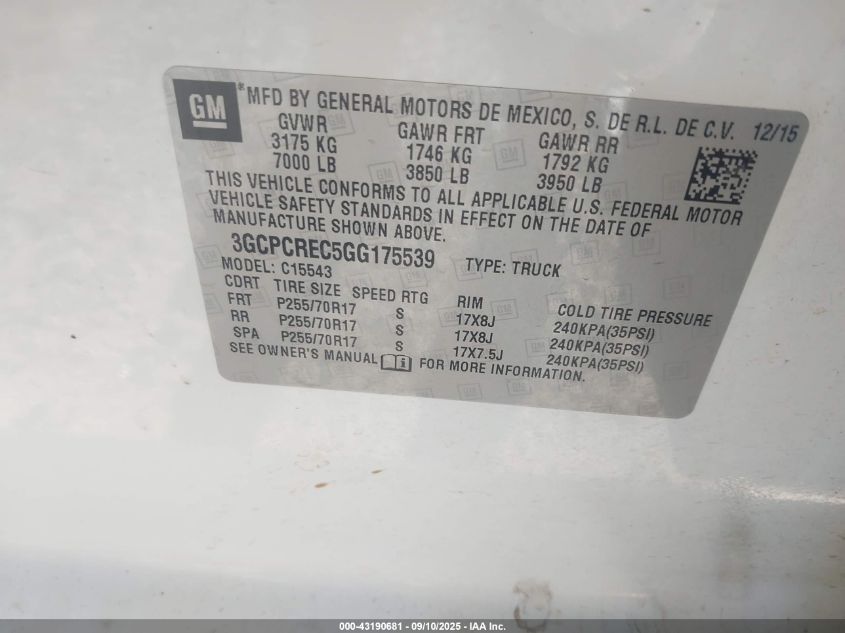 GM *MFD BY GENERAL MOTORS DE MEXICO, S. DE R.L. DE C.V. 12/15
GVWR GAWR FRT GAWR RR
3175 KG 1746 KG 1792 KG
7000 LB 3850 LB 3950 LB
THIS VEHICLE CONFORMS TO ALL APPLICABLE U.S. FEDERAL MOTOR
VEHICLE SAFETY STANDARDS IN EFFECT ON THE DATE OF
MANUFACTURE SHOWN ABOVE.
3GCPCREC5GG175539 TYPE: TRUCK
MODEL: C15543
CDRT TIRE SIZE SPEED RTG RIM COLD TIRE PRESSURE
FRT P255/70R17 S 17X8J 240KPA(35PSI)
RR P255/70R17 S 17X8J 240KPA(35PSI)
SPA P255/70R17 S 17X7.5J 240KPA(35PSI)
SEE OWNER'S MANUAL FOR MORE INFORMATION.
000-43190681 - 09/10/2025 - IAA Inc.